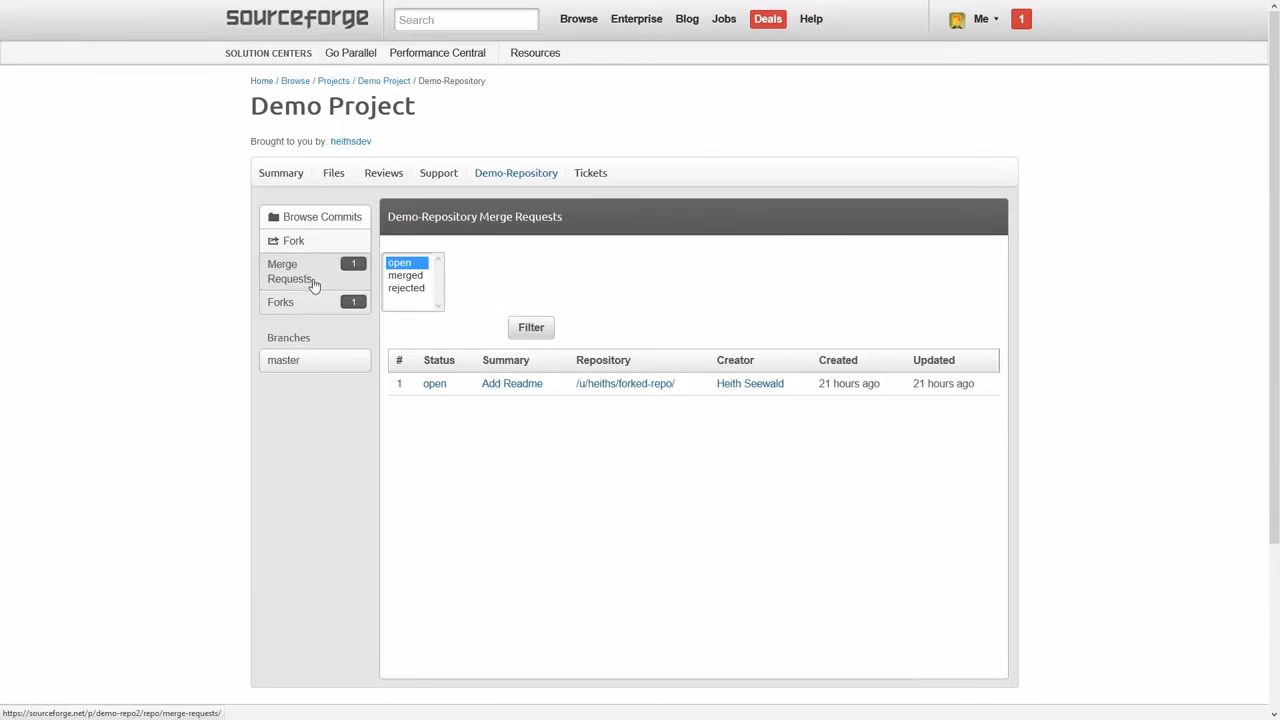 sourceforge
Search
Browse
Enterprise
Blog
Jobs
Deals
Help
Me
1
SOLUTION CENTERS
Go Parallel
Performance Central
Resources
Home / Browse / Projects / Demo Project / Demo-Repository
Demo Project
Brought to you by: heithsdev
Summary
Files
Reviews
Support
Demo-Repository
Tickets
Browse Commits
Fork
Merge Requests
1
Forks
1
Branches
master
Demo-Repository Merge Requests
open
merged
rejected
Filter
# Status Summary Repository Creator Created Updated
1 open Add Readme /u/heiths/forked-repo/ Heith Seewald 21 hours ago 21 hours ago
https://sourceforge.net/p/demo-repo2/repo/merge-requests/